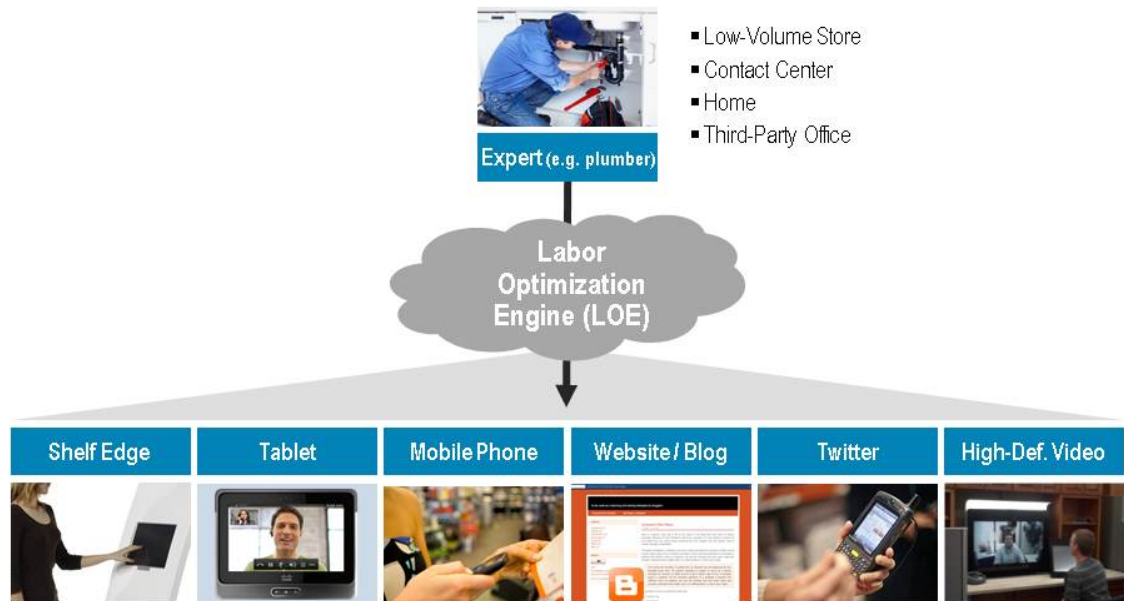 Low-Volume Store
Contact Center
Home
Third-Party Office
Expert (e.g. plumber)
Labor
Optimization
Engine (LOE)
Shelf Edge
Tablet
Mobile Phone
Website / Blog
Twitter
High-Def. Video